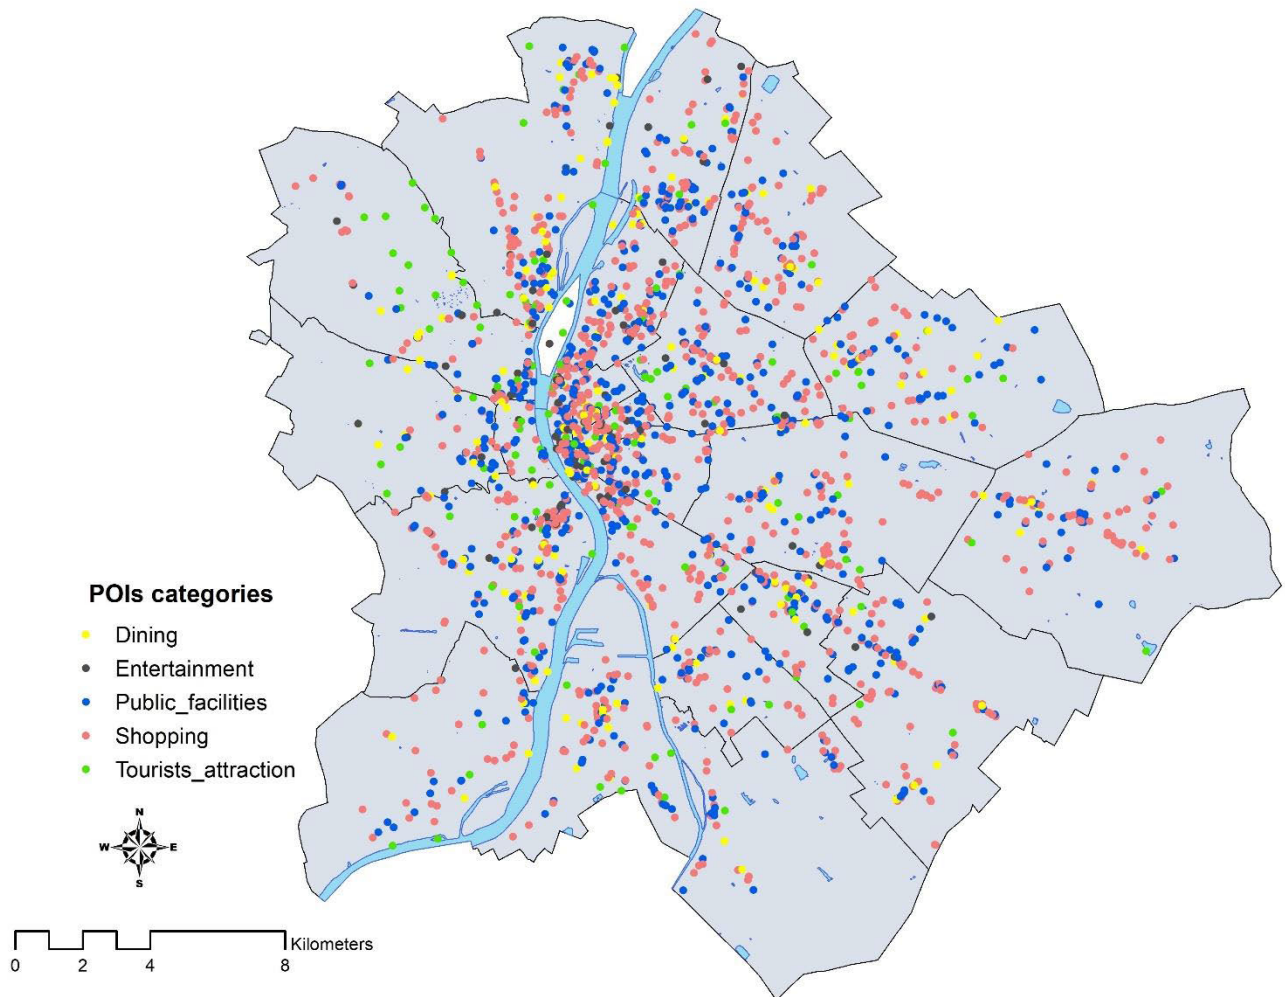 POIs categories
Dining
Entertainment
Public_facilities
Shopping
Tourists_attraction
N
W E
S
Kilometers
0 2 4 8